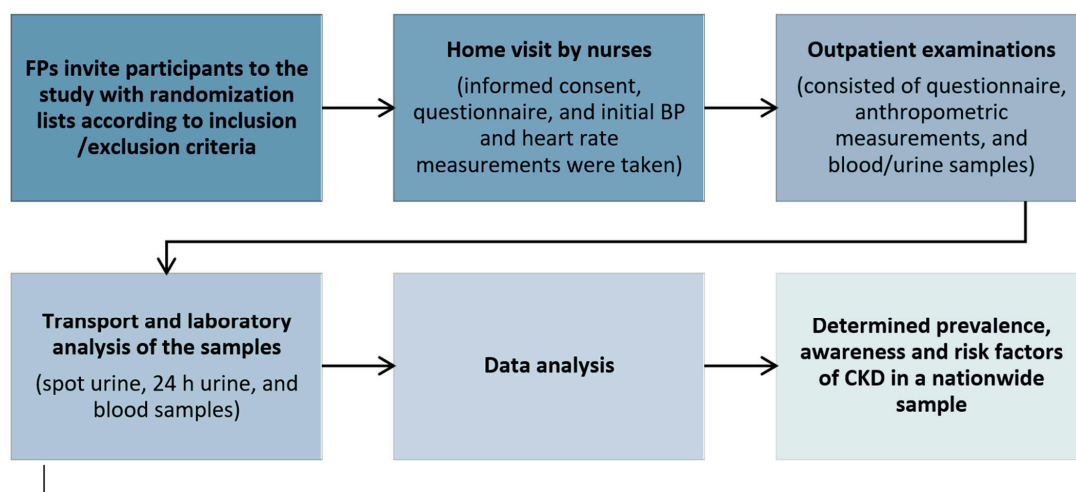 FPs invite participants to the
study with randomization
lists according to inclusion
/exclusion criteria
Home visit by nurses
(informed consent,
questionnaire, and initial BP
and heart rate
measurements were taken)
Outpatient examinations
(consisted of questionnaire,
anthropometric
measurements, and
blood/urine samples)
Transport and laboratory
analysis of the samples
(spot urine, 24 h urine, and
blood samples)
Data analysis
Determined prevalence,
awareness and risk factors
of CKD in a nationwide
sample